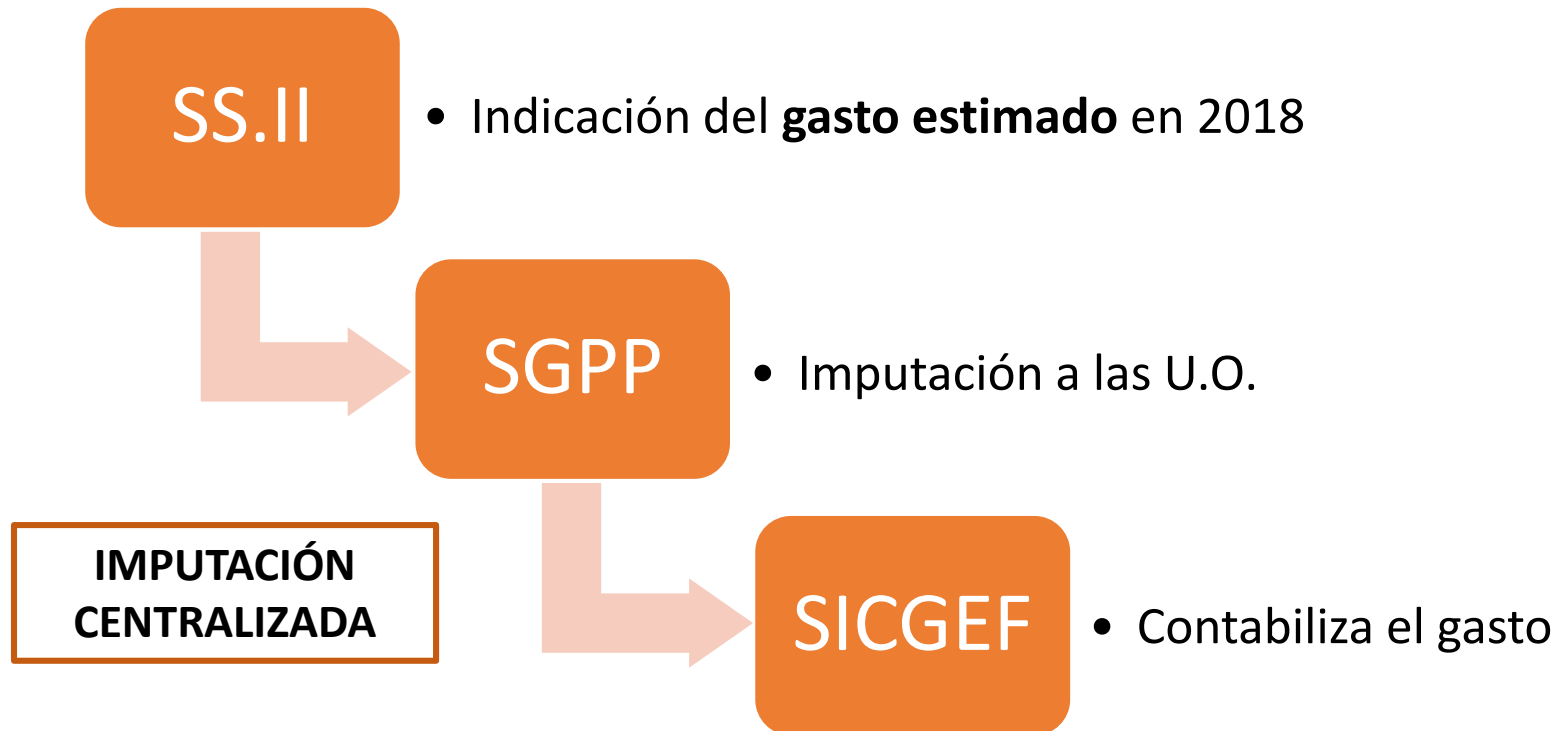 SS.II
• Indicación del gasto estimado en 2018
SGPP
• Imputación a las U.O.
IMPUTACIÓN
CENTRALIZADA
SICGEF
• Contabiliza el gasto